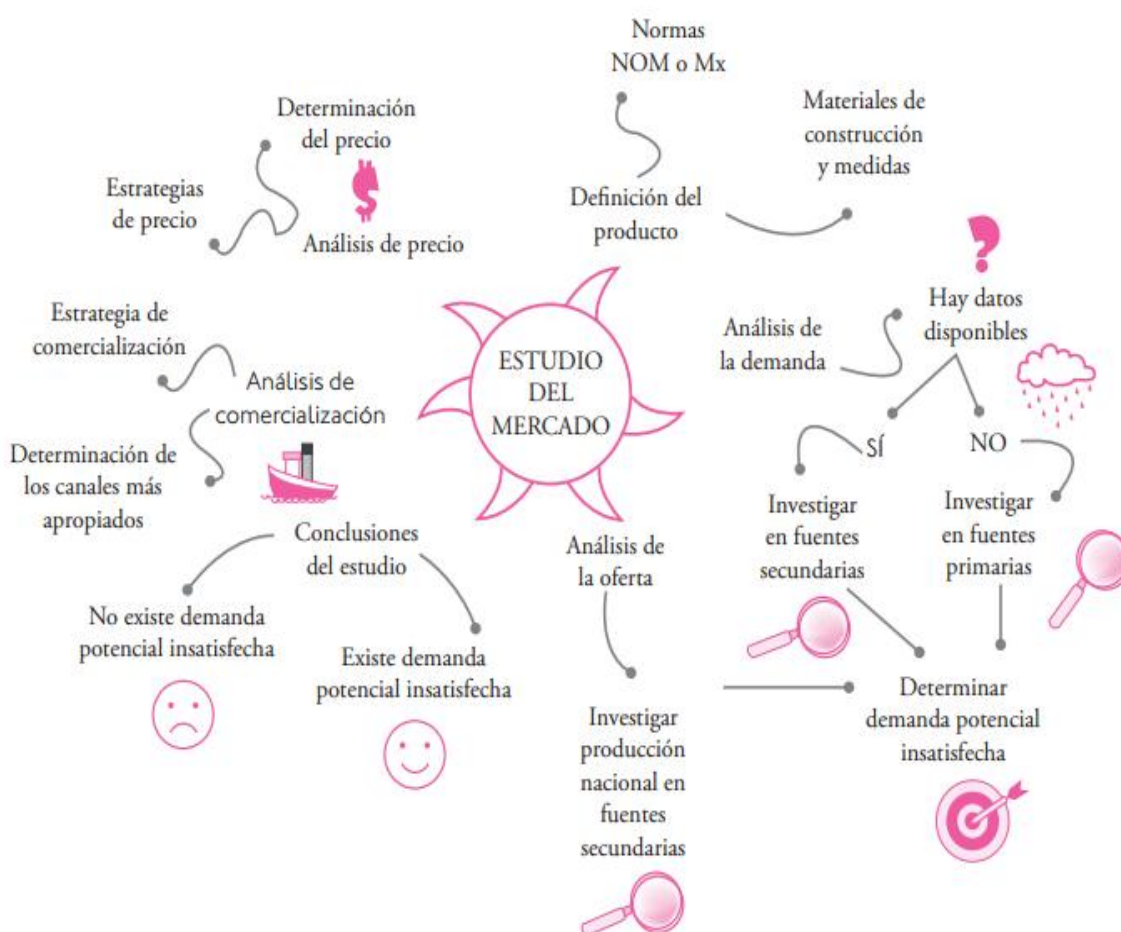 Normas
NOM o Mx
Materiales de
construcción
y medidas
Definición del
producto
Determinación
del precio
Estrategias
de precio
Análisis de precio
ESTUDIO
DEL
MERCADO
Hay datos
disponibles
Análisis de
la demanda
SÍ
NO
Investigar
en fuentes
secundarias
Investigar
en fuentes
primarias
Determinar
demanda potencial
insatisfecha
Análisis de
la oferta
Investigar
producción
nacional en
fuentes
secundarias
Estrategia de
comercialización
Análisis de
comercialización
Determinación de
los canales más
apropiados
Conclusiones
del estudio
No existe demanda
potencial insatisfecha
Existe demanda
potencial insatisfecha